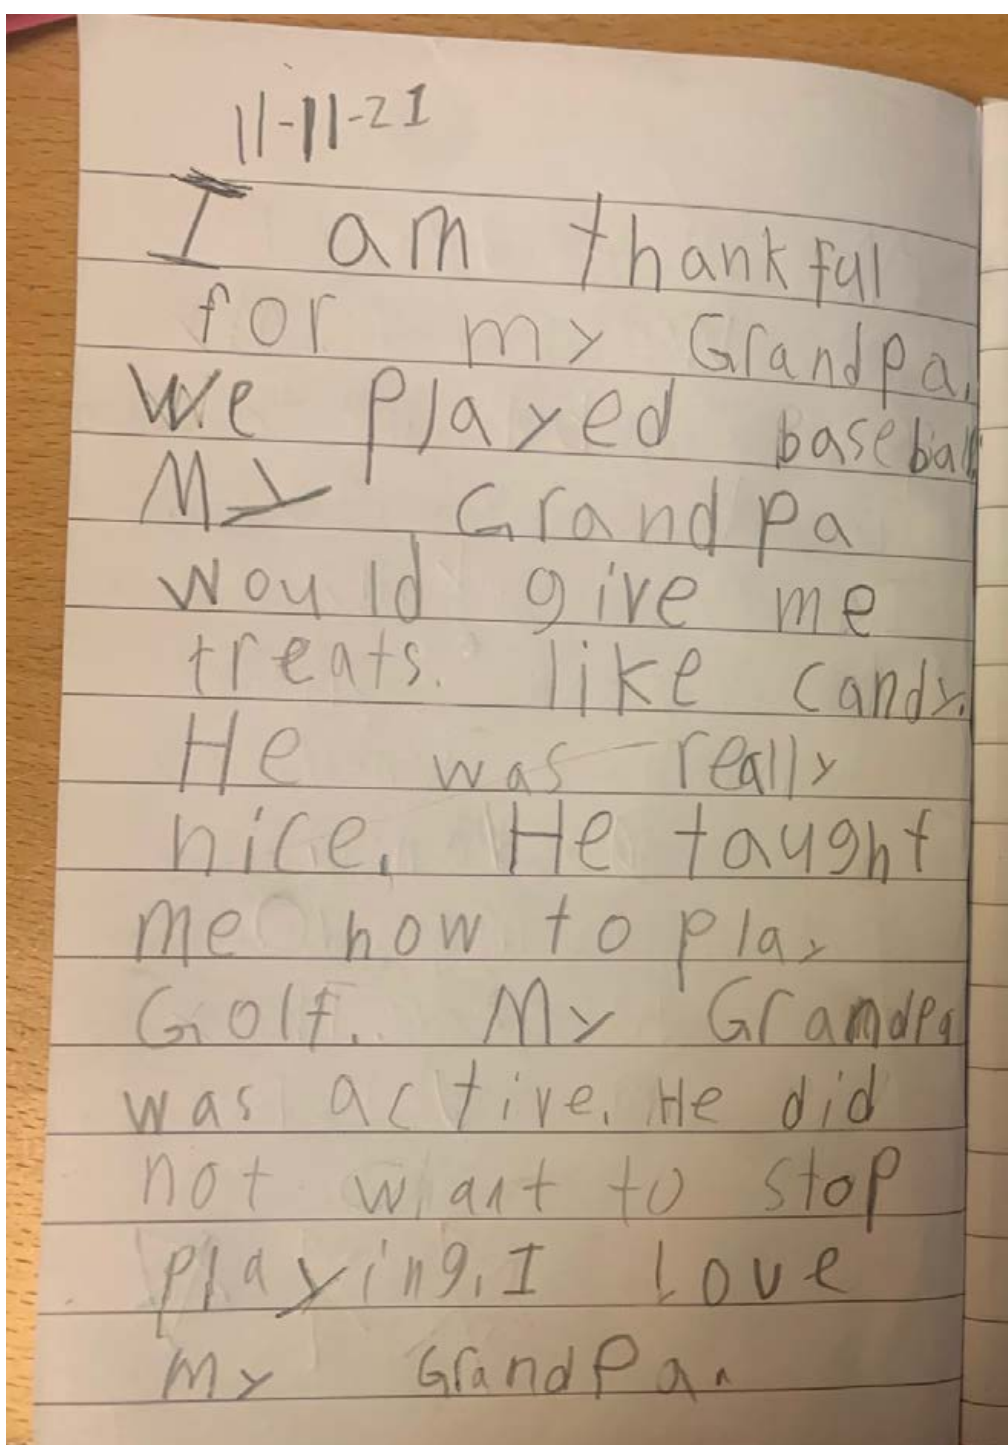 11-11-21
I am thankful
for my Grandpa.
We played baseball
My Grandpa
would give me
treats. like candy.
He was really
nice. He taught
me how to play
Golf. My Gramdpa
was active. He did
not want to stop
playing. I love
my GrandPa.